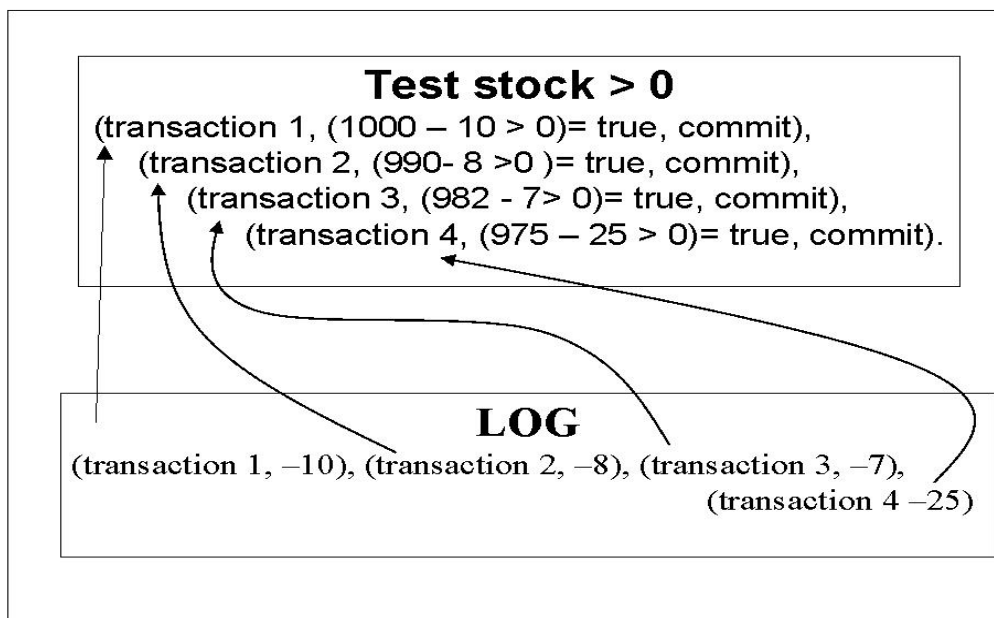 Test stock > 0
(transaction 1, (1000 – 10 > 0)= true, commit),
(transaction 2, (990- 8 >0 )= true, commit),
(transaction 3, (982 - 7> 0)= true, commit),
(transaction 4, (975 – 25 > 0)= true, commit).
LOG
(transaction 1, –10), (transaction 2, –8), (transaction 3, –7),
(transaction 4 –25)